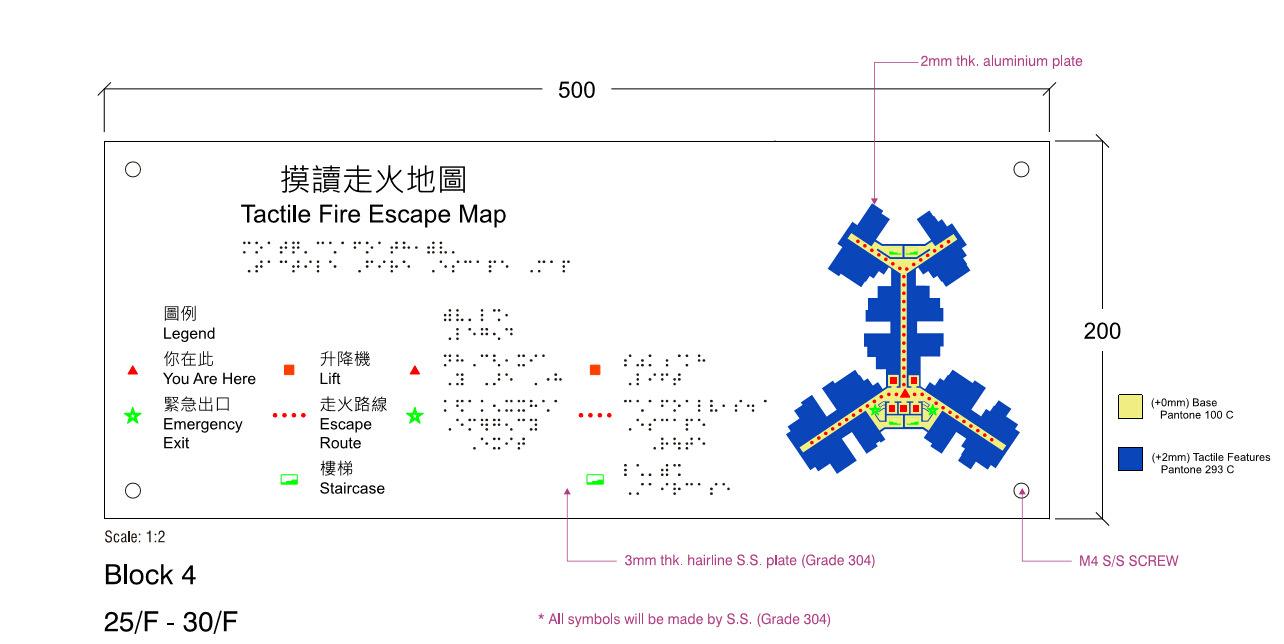 2mm thk. aluminium plate
500
摸讀走火地圖
Tactile Fire Escape Map
圖例
Legend
你在此
You Are Here
升降機
Lift
緊急出口
Emergency
Exit
走火路線
Escape
Route
樓梯
Staircase
200
(+0mm) Base
Pantone 100 C
(+2mm) Tactile Features
Pantone 293 C
Scale: 1:2
3mm thk. hairline S.S. plate (Grade 304)
M4 S/S SCREW
Block 4
25/F - 30/F
* All symbols will be made by S.S. (Grade 304)